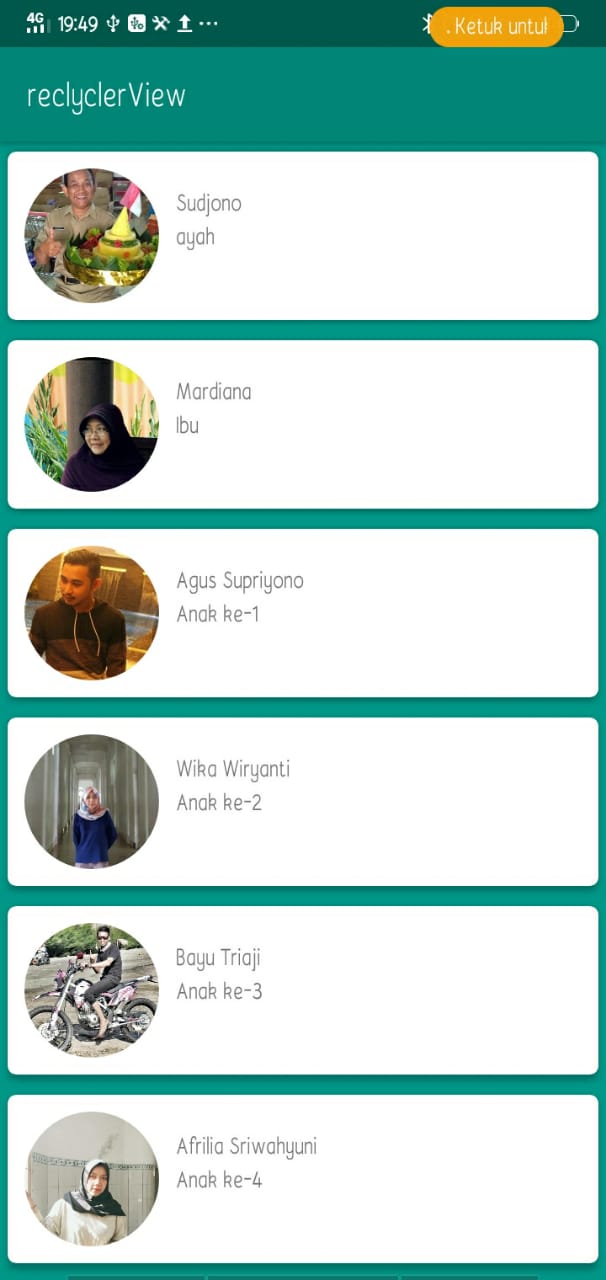 4G 19:49 . Ketuk untuk
reclyclerView
Sudjono
ayah
Mardiana
Ibu
Agus Supriyono
Anak ke-1
Wika Wiryanti
Anak ke-2
Bayu Triaji
Anak ke-3
Afrilia Sriwahyuni
Anak ke-4